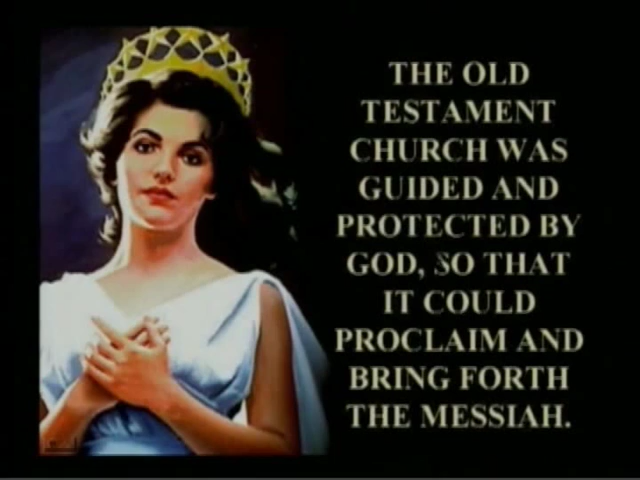 THE OLD
TESTAMENT
CHURCH WAS
GUIDED AND
PROTECTED BY
GOD, SO THAT
IT COULD
PROCLAIM AND
BRING FORTH
THE MESSIAH.